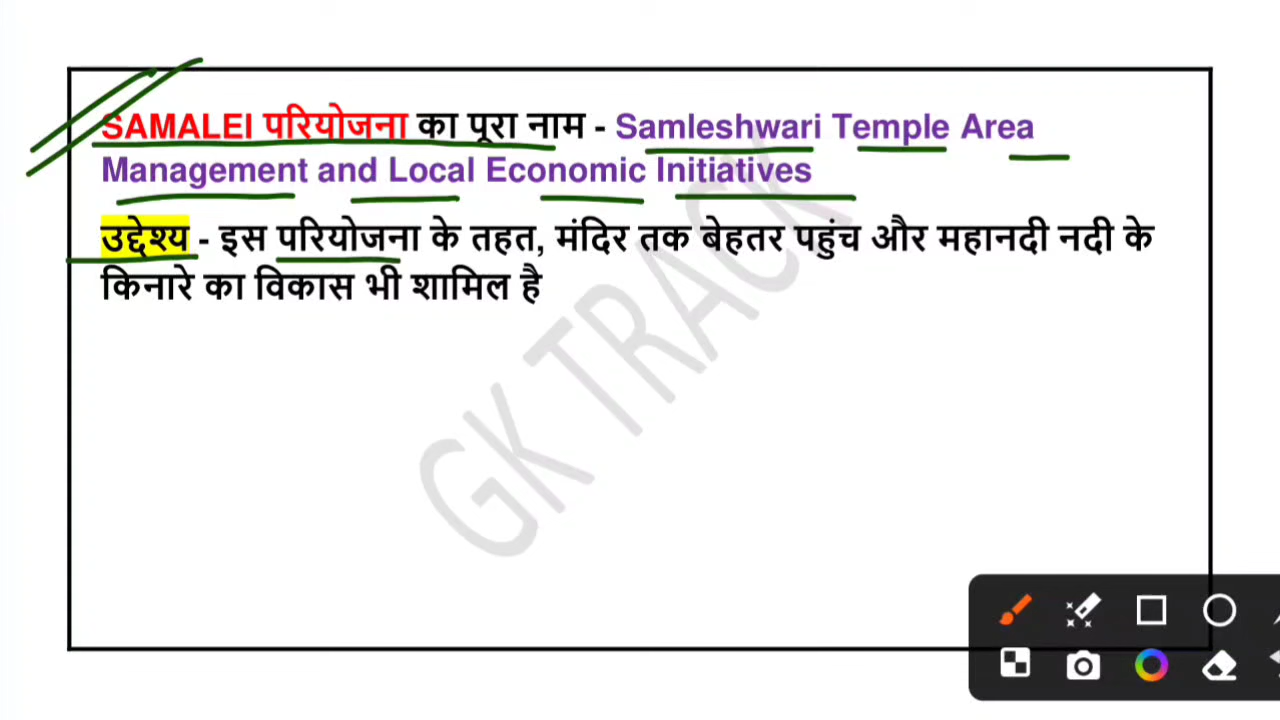 SAMALEI परियोजना का पूरा नाम - Samleshwari Temple Area
Management and Local Economic Initiatives
उद्देश्य - इस परियोजना के तहत, मंदिर तक बेहतर पहुंच और महानदी नदी के
किनारे का विकास भी शामिल है
GK TRACK